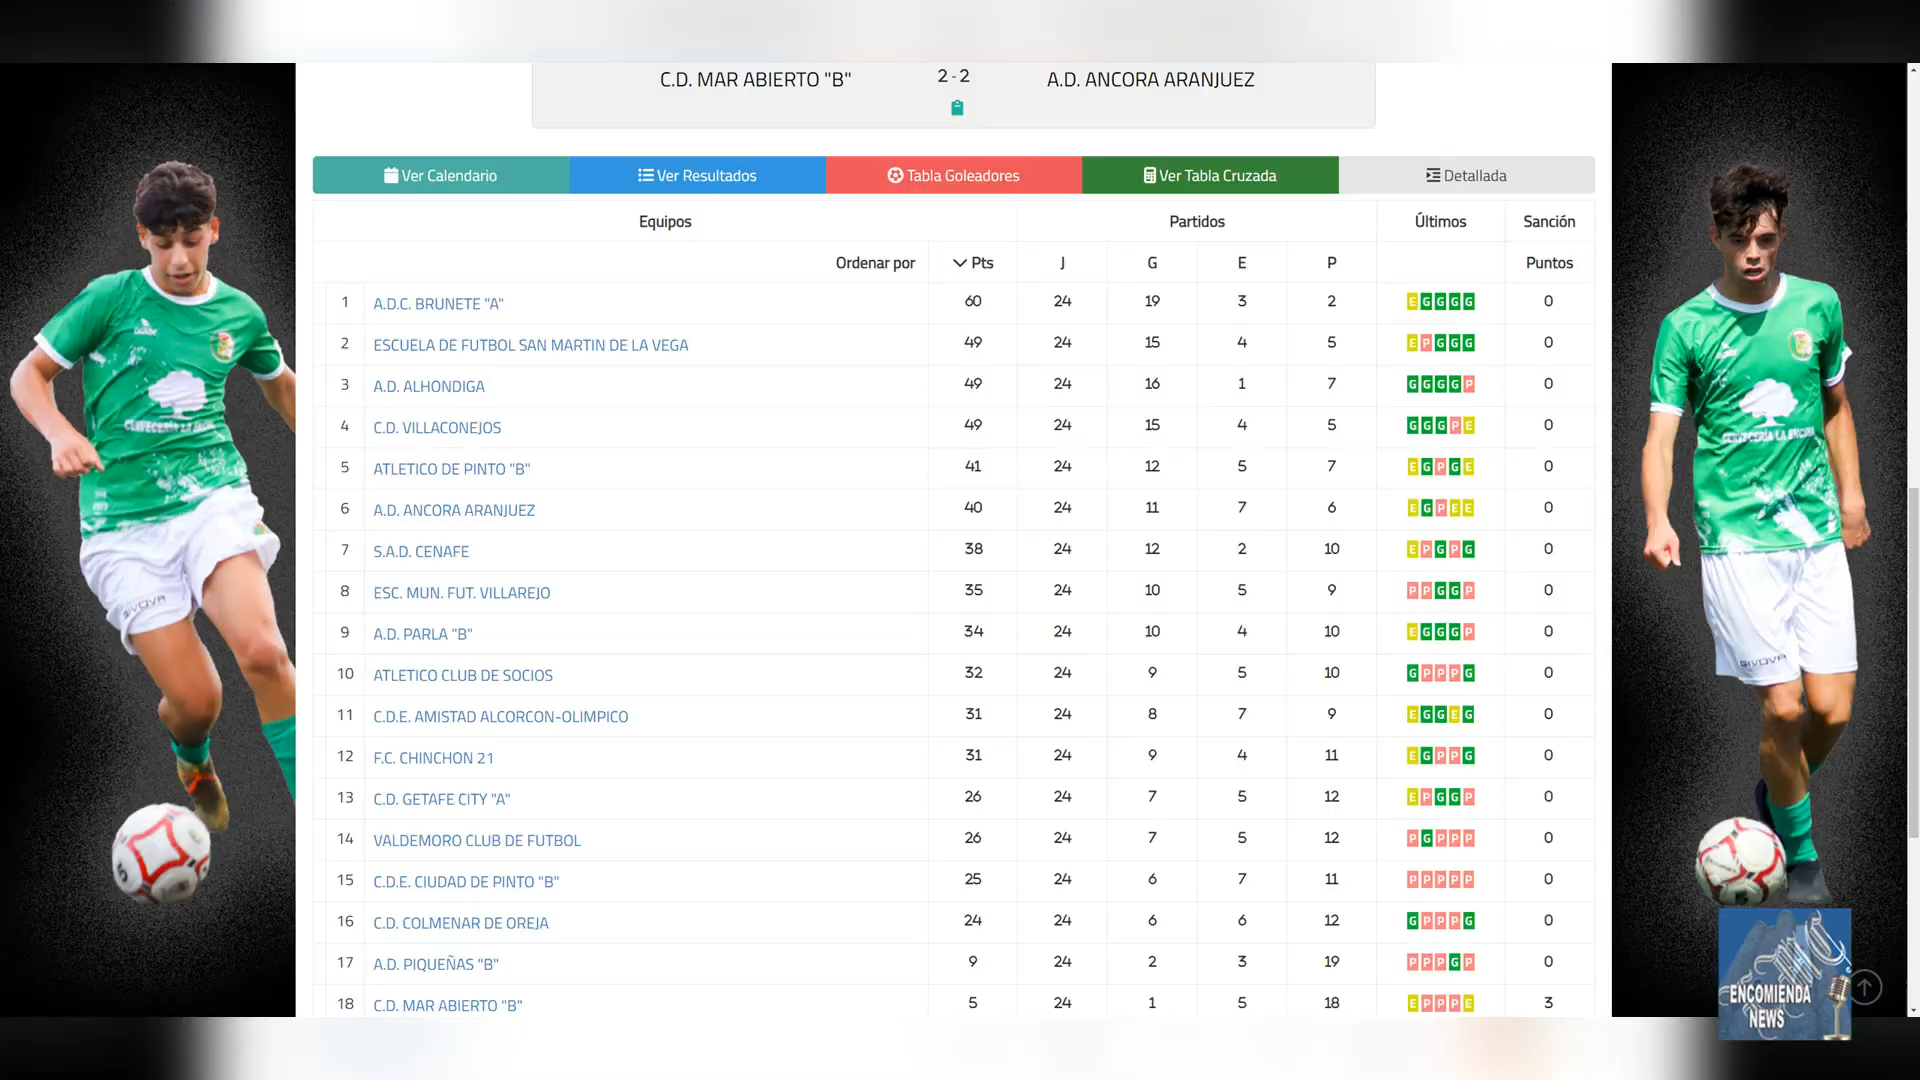 C.D. MAR ABIERTO "B" 2 - 2 A.D. ANCORA ARANJUEZ
Ver Calendario Ver Resultados Tabla Goleadores Ver Tabla Cruzada Detallada
Equipos Partidos Últimos Sanción
Ordenar por Pts J G E P Puntos
1 A.D.C. BRUNETE "A" 60 24 19 3 2 E G G G G 0
2 ESCUELA DE FUTBOL SAN MARTIN DE LA VEGA 49 24 15 4 5 E P G G G 0
3 A.D. ALHONDIGA 49 24 16 1 7 G G G G P 0
4 C.D. VILLACONEJOS 49 24 15 4 5 G G G P E 0
5 ATLETICO DE PINTO "B" 41 24 12 5 7 E G P G E 0
6 A.D. ANCORA ARANJUEZ 40 24 11 7 6 E G P E E 0
7 S.A.D. CENAFE 38 24 12 2 10 E P G P G 0
8 ESC. MUN. FUT. VILLAREJO 35 24 10 5 9 P P G G P 0
9 A.D. PARLA "B" 34 24 10 4 10 E G G G P 0
10 ATLETICO CLUB DE SOCIOS 32 24 9 5 10 G P P P G 0
11 C.D.E. AMISTAD ALCORCON-OLIMPICO 31 24 8 7 9 E G G E G 0
12 F.C. CHINCHON 21 31 24 9 4 11 E G P P G 0
13 C.D. GETAFE CITY "A" 26 24 7 5 12 E P G G P 0
14 VALDEMORO CLUB DE FUTBOL 26 24 7 5 12 P G P P P 0
15 C.D.E. CIUDAD DE PINTO "B" 25 24 6 7 11 P P P P P 0
16 C.D. COLMENAR DE OREJA 24 24 6 6 12 G P P P G 0
17 A.D. PIQUEÑAS "B" 9 24 2 3 19 P P P G P 0
18 C.D. MAR ABIERTO "B" 5 24 1 5 18 E P P P E 3
CERVECERÍA LA ENCINA
GIVOVA
CERVECERÍA LA ENCINA
GIVOVA
ENCOMIENDA
NEWS